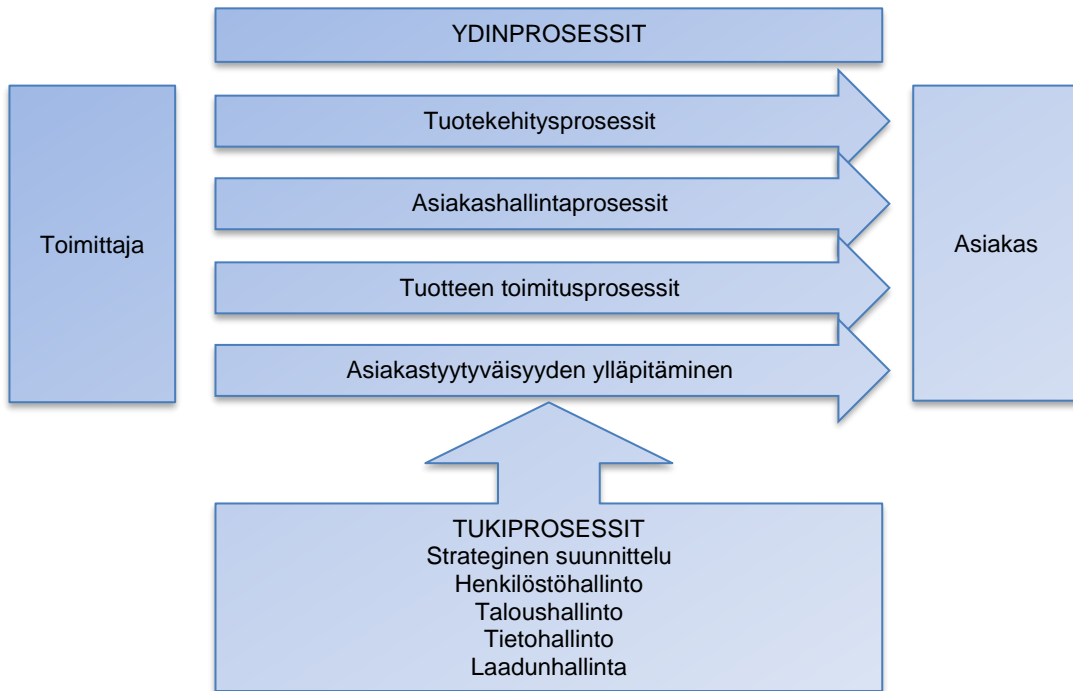 YDINPROSESSIT
Toimittaja
Tuotekehitysprosessit
Asiakashallintaprosessit
Tuotteen toimitusprosessit
Asiakastyytyväisyyden ylläpitäminen
Asiakas
TUKIPROSESSIT
Strateginen suunnittelu
Henkilöstöhallinto
Taloushallinto
Tietohallinto
Laadunhallinta